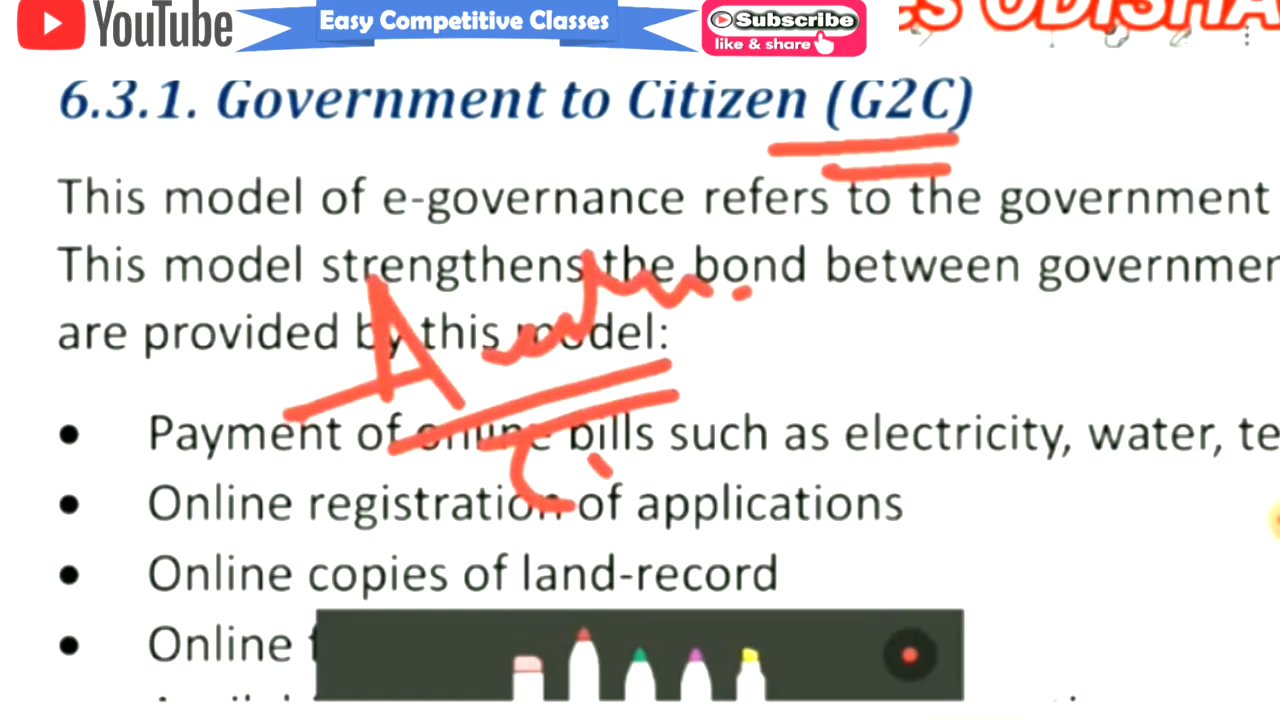 YouTube
Easy Competitive Classes
Subscribe
like & share
ODISHA
6.3.1. Government to Citizen (G2C)
This model of e-governance refers to the government
This model strengthens the bond between
are provided by this model:
• Payment of online bills such as electricity, water,
• Online registration of applications
• Online copies of land-record
• Online